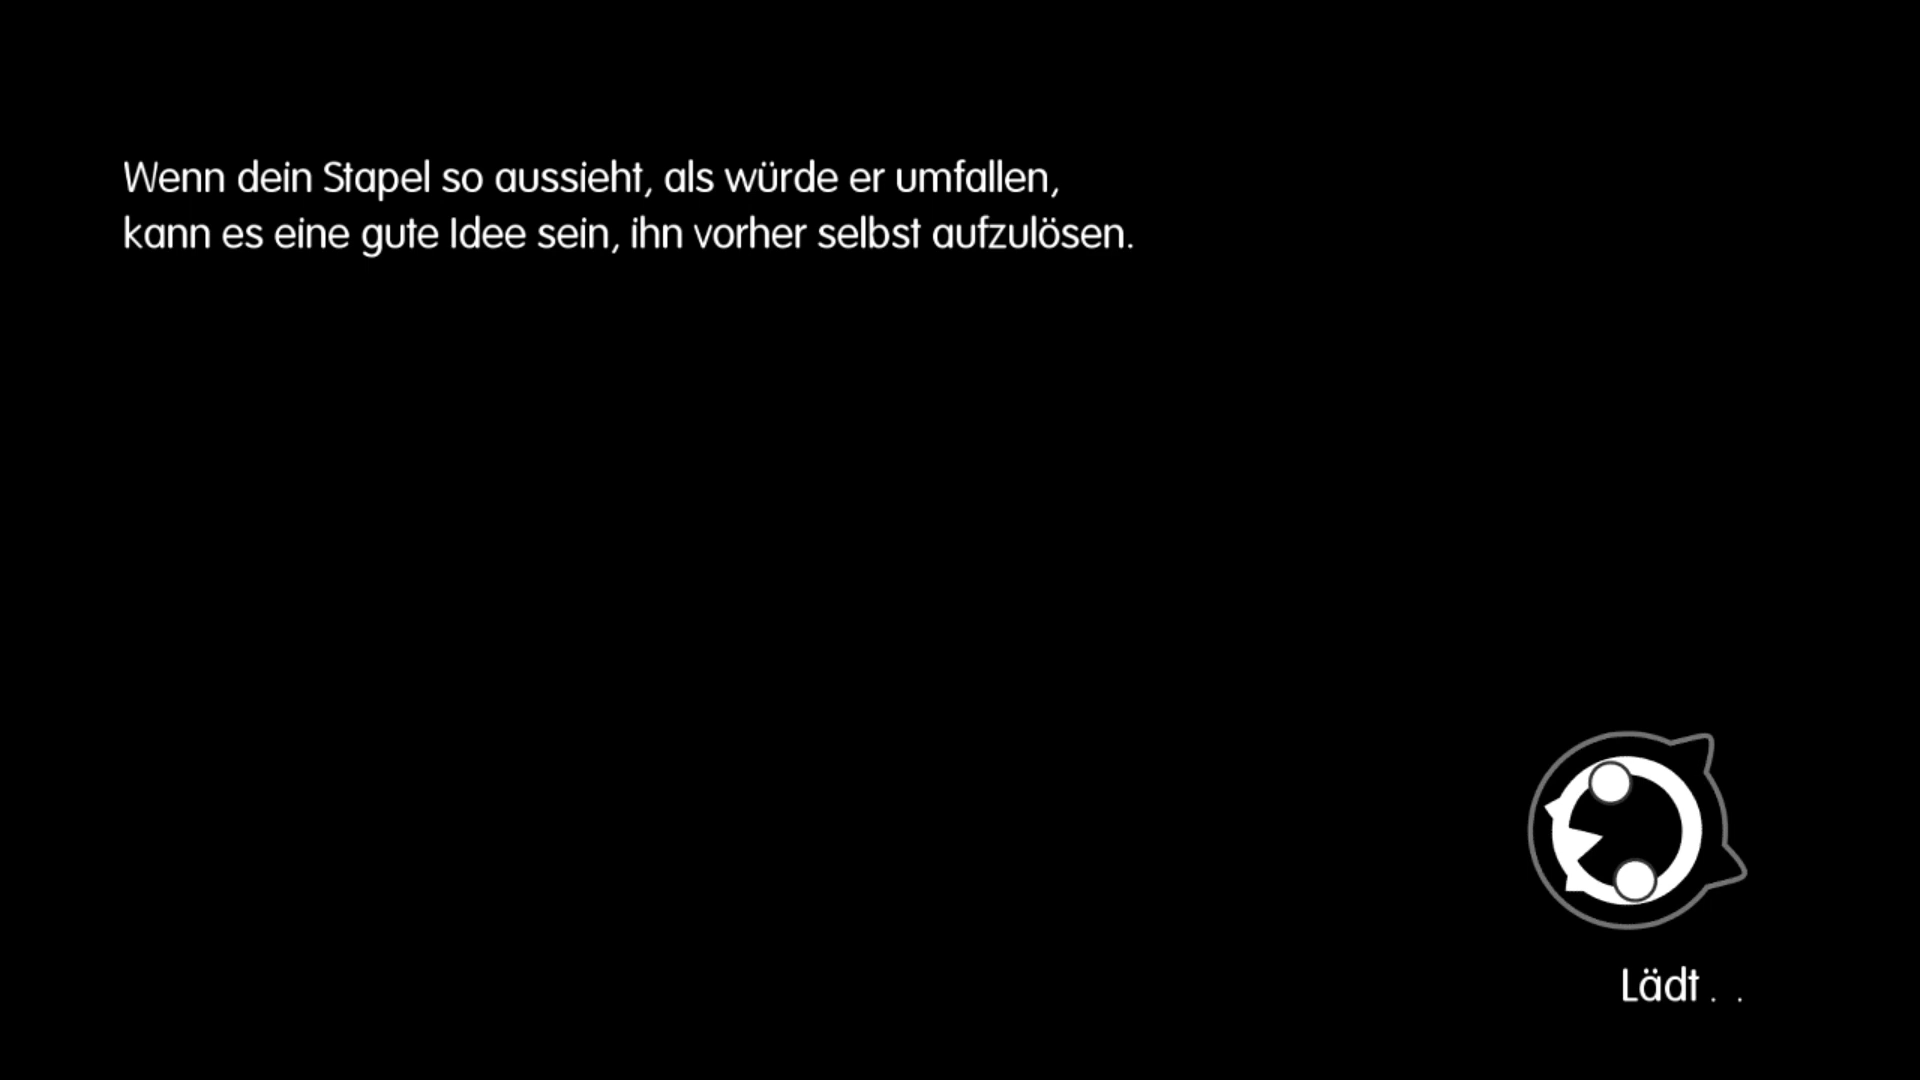 Wenn dein Stapel so aussieht, als würde er umfallen,
kann es eine gute Idee sein, ihn vorher selbst aufzulösen.
Lädt . .